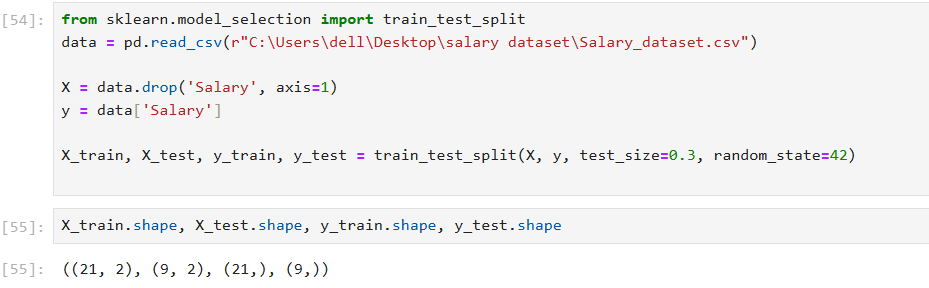 [54]: from sklearn.model_selection import train_test_split
data = pd.read_csv(r"C:\Users\dell\Desktop\salary dataset\Salary_dataset.csv")
X = data.drop('Salary', axis=1)
y = data['Salary']
X_train, X_test, y_train, y_test = train_test_split(X, y, test_size=0.3, random_state=42)
[55]: X_train.shape, X_test.shape, y_train.shape, y_test.shape
[55]: ((21, 2), (9, 2), (21,), (9,))